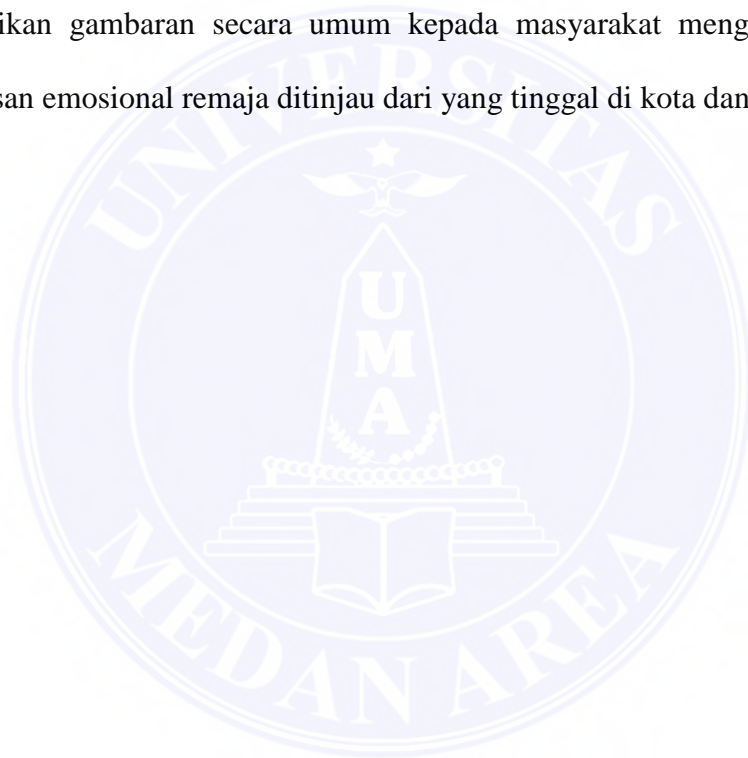 ikan gambaran secara umum kepada masyarakat meng
san emosional remaja ditinjau dari yang tinggal di kota dan
UNIVERSITAS
U
M
A
MEDAN AREA